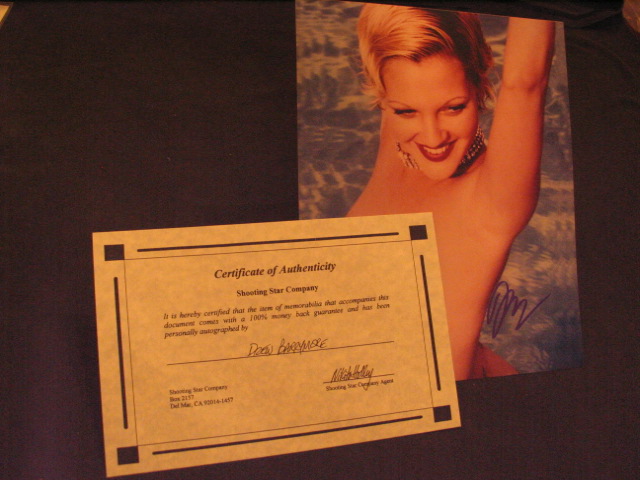 Certificate of Authenticity
Shooting Star Company
It is hereby certified that the item of memorabilia that accompanies this
document comes with a 100% money back guarantee and has been
personally autographed by
DREW BARRYMORE
Shooting Star Company
Box 2157
Del Mar, CA 92014-1457
Shooting Star Company Agent